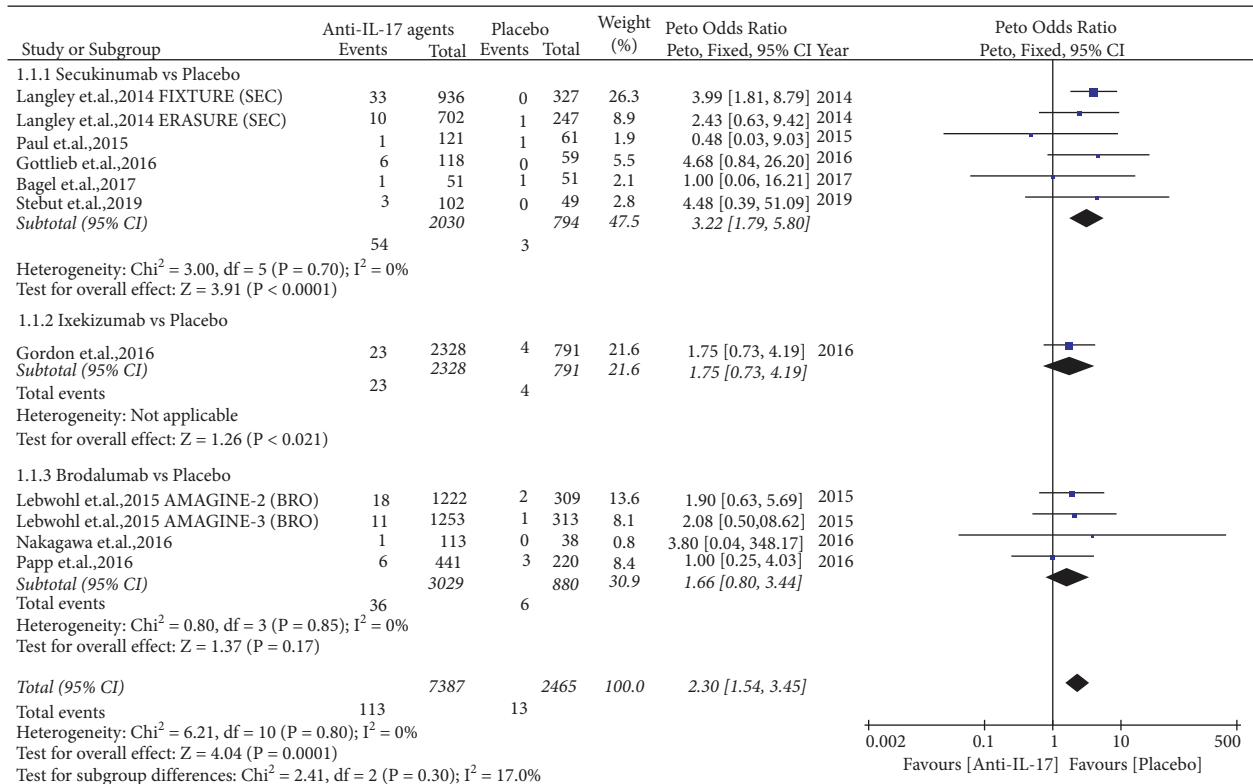 Anti-IL-17 agents Placebo Weight Peto Odds Ratio Peto Odds Ratio
Study or Subgroup Events Total Events Total (%) Peto, Fixed, 95% CI Year Peto, Fixed, 95% CI
1.1.1 Secukinumab vs Placebo
Langley et.al.,2014 FIXTURE (SEC) 33 936 0 327 26.3 3.99 [1.81, 8.79] 2014
Langley et.al.,2014 ERASURE (SEC) 10 702 1 247 8.9 2.43 [0.63, 9.42] 2014
Paul et.al.,2015 1 121 1 61 1.9 0.48 [0.03, 9.03] 2015
Gottlieb et.al.,2016 6 118 0 59 5.5 4.68 [0.84, 26.20] 2016
Bagel et.al.,2017 1 51 1 51 2.1 1.00 [0.06, 16.21] 2017
Stebut et.al.,2019 3 102 0 49 2.8 4.48 [0.39, 51.09] 2019
Subtotal (95% CI) 2030 794 47.5 3.22 [1.79, 5.80]
54 3
Heterogeneity: Chi² = 3.00, df = 5 (P = 0.70); I² = 0%
Test for overall effect: Z = 3.91 (P < 0.0001)
1.1.2 Ixekizumab vs Placebo
Gordon et.al.,2016 23 2328 4 791 21.6 1.75 [0.73, 4.19] 2016
Subtotal (95% CI) 2328 791 21.6 1.75 [0.73, 4.19]
Total events 23 4
Heterogeneity: Not applicable
Test for overall effect: Z = 1.26 (P < 0.021)
1.1.3 Brodalumab vs Placebo
Lebwohl et.al.,2015 AMAGINE-2 (BRO) 18 1222 2 309 13.6 1.90 [0.63, 5.69] 2015
Lebwohl et.al.,2015 AMAGINE-3 (BRO) 11 1253 1 313 8.1 2.08 [0.50,08.62] 2015
Nakagawa et.al.,2016 1 113 0 38 0.8 3.80 [0.04, 348.17] 2016
Papp et.al.,2016 6 441 3 220 8.4 1.00 [0.25, 4.03] 2016
Subtotal (95% CI) 3029 880 30.9 1.66 [0.80, 3.44]
Total events 36 6
Heterogeneity: Chi² = 0.80, df = 3 (P = 0.85); I² = 0%
Test for overall effect: Z = 1.37 (P = 0.17)
Total (95% CI) 7387 2465 100.0 2.30 [1.54, 3.45]
Total events 113 13
Heterogeneity: Chi² = 6.21, df = 10 (P = 0.80); I² = 0%
Test for overall effect: Z = 4.04 (P = 0.0001)
Test for subgroup differences: Chi² = 2.41, df = 2 (P = 0.30); I² = 17.0%
0.002 0.1 1 10 500
Favours [Anti-IL-17] Favours [Placebo]